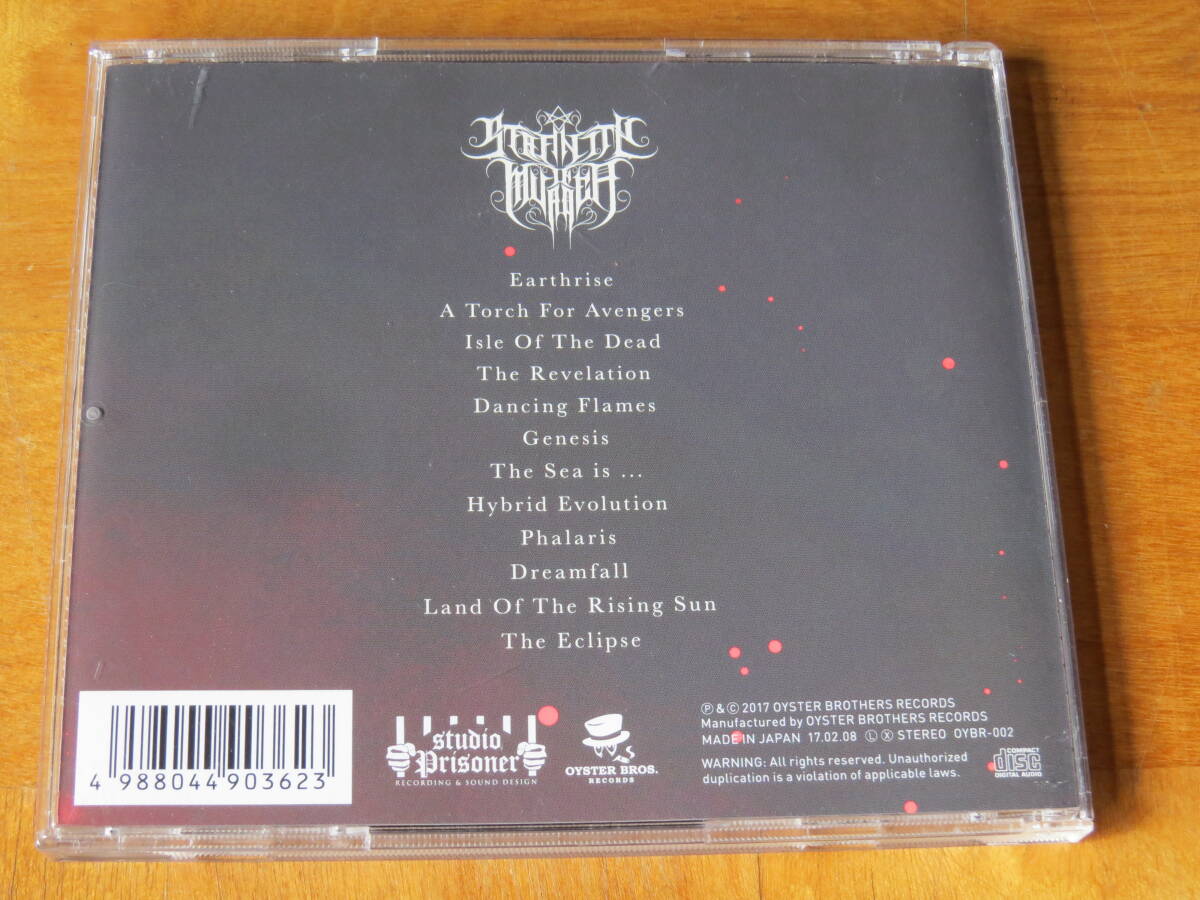 Earthrise
A Torch For Avengers
Isle Of The Dead
The Revelation
Dancing Flames
Genesis
The Sea is ...
Hybrid Evolution
Phalaris
Dreamfall
Land Of The Rising Sun
The Eclipse
4 988044 903623
studio
Prisoner
RECORDING & SOUND DESIGN
OYSTER BROS.
RECORDS
Ⓟ & Ⓒ 2017 OYSTER BROTHERS RECORDS
Manufactured by OYSTER BROTHERS RECORDS
MADE IN JAPAN 17.02.08 Ⓛ Ⓧ STEREO OYBR-002
WARNING: All rights reserved. Unauthorized
duplication is a violation of applicable laws.
COMPACT
disc
DIGITAL AUDIO